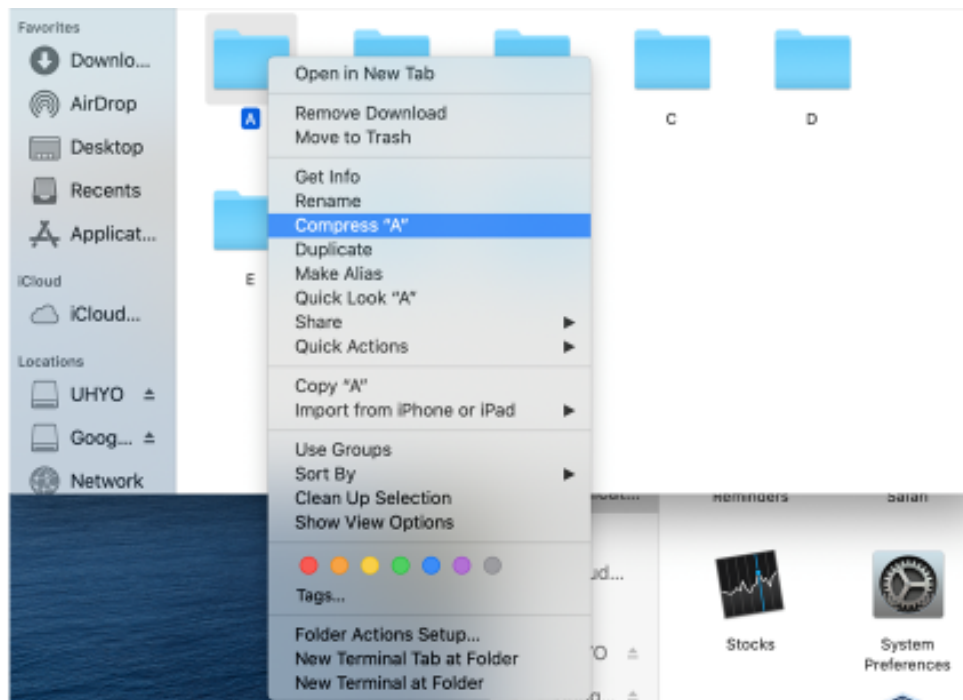 Favorites
Downlo...
AirDrop
Desktop
Recents
Applicat...
iCloud
iCloud...
Locations
UHYO
Goog...
Network
A
C
D
E
Open in New Tab
Remove Download
Move to Trash
Get Info
Rename
Compress “A”
Duplicate
Make Alias
Quick Look “A”
Share
Quick Actions
Copy “A”
Import from iPhone or iPad
Use Groups
Sort By
Clean Up Selection
Show View Options
Tags...
Folder Actions Setup...
New Terminal Tab at Folder
New Terminal at Folder
Reminders
Safari
Stocks
System
Preferences